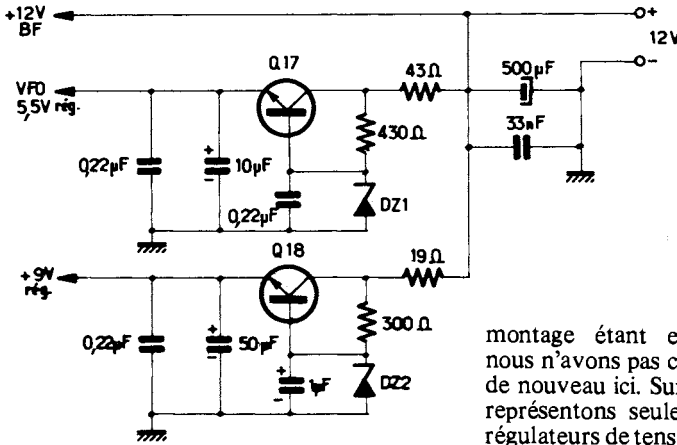 +12V
BF
+
12V
-
Q17
43Ω
500µF
VFO
5,5V rég.
33nF
430Ω
0,22µF
+
10µF
-
0,22µF
DZ1
Q18
19Ω
+9V
rég.
300Ω
0,22µF
+
50µF
-
+
1µF
-
DZ2
montage étant e
nous n'avons pas c
de nouveau ici. Su
représentons seule
régulateurs de tens